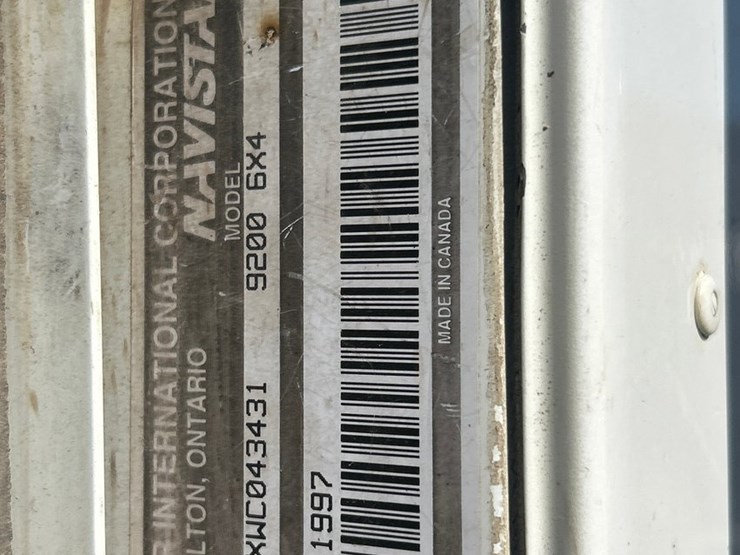 R INTERNATIONAL CORPORATION
LTON, ONTARIO
NAVISTA
MODEL
XWC043431
9200 6X4
1997
MADE IN CANADA